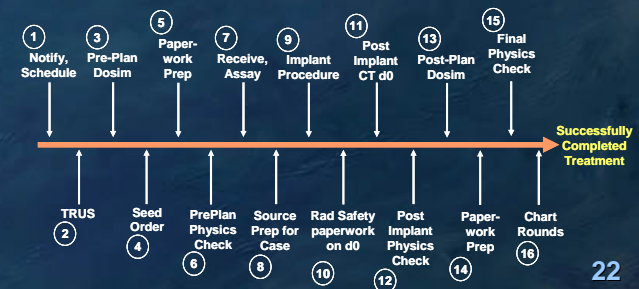 1
Notify,
Schedule
3
Pre-Plan
Dosim
5
Paper-
work
Prep
7
Receive,
Assay
9
Implant
Procedure
11
Post
Implant
CT d0
13
Post-Plan
Dosim
15
Final
Physics
Check
Successfully
Completed
Treatment
TRUS
2
Seed
Order
4
PrePlan
Physics
Check
6
Source
Prep for
Case
8
Rad Safety
paperwork
on d0
10
Post
Implant
Physics
Check
12
Paper-
work
Prep
14
Chart
Rounds
16
22